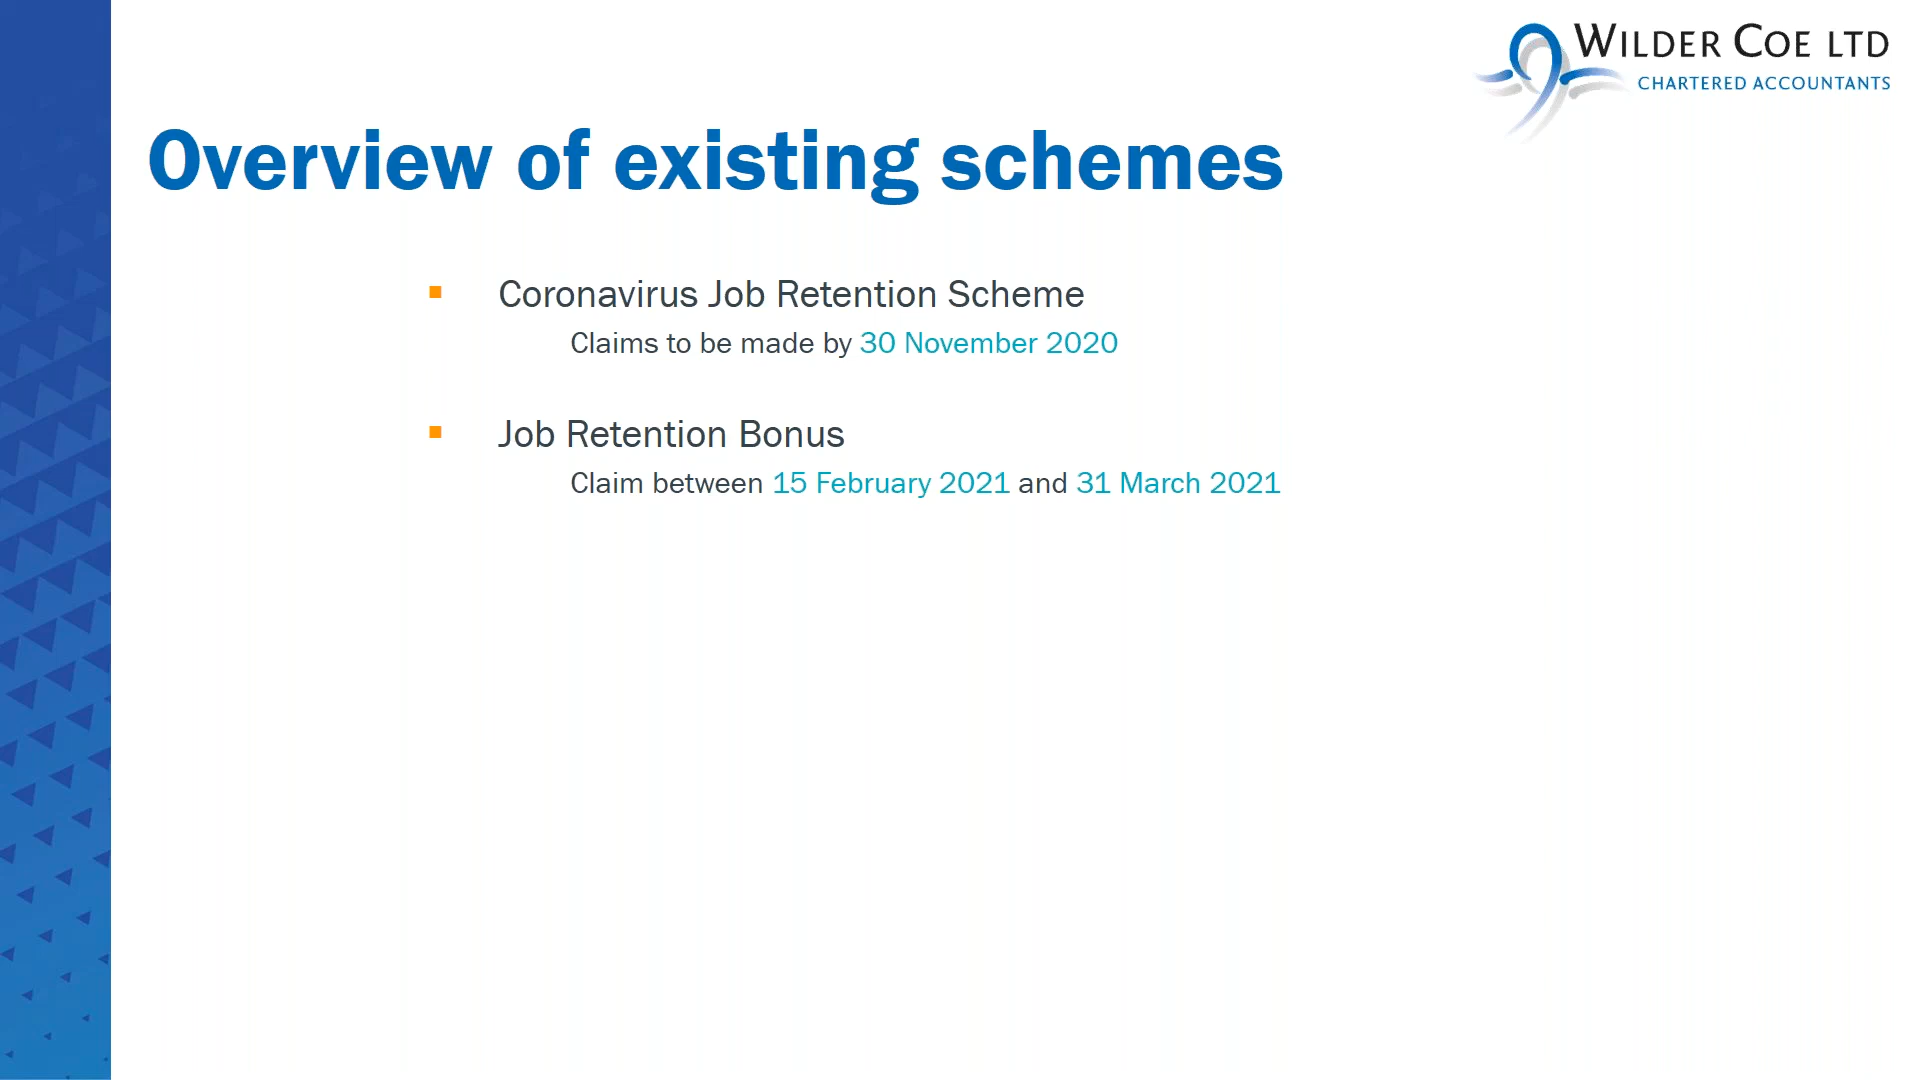 WILDER COE LTD
CHARTERED ACCOUNTANTS
Overview of existing schemes
Coronavirus Job Retention Scheme
Claims to be made by 30 November 2020
Job Retention Bonus
Claim between 15 February 2021 and 31 March 2021